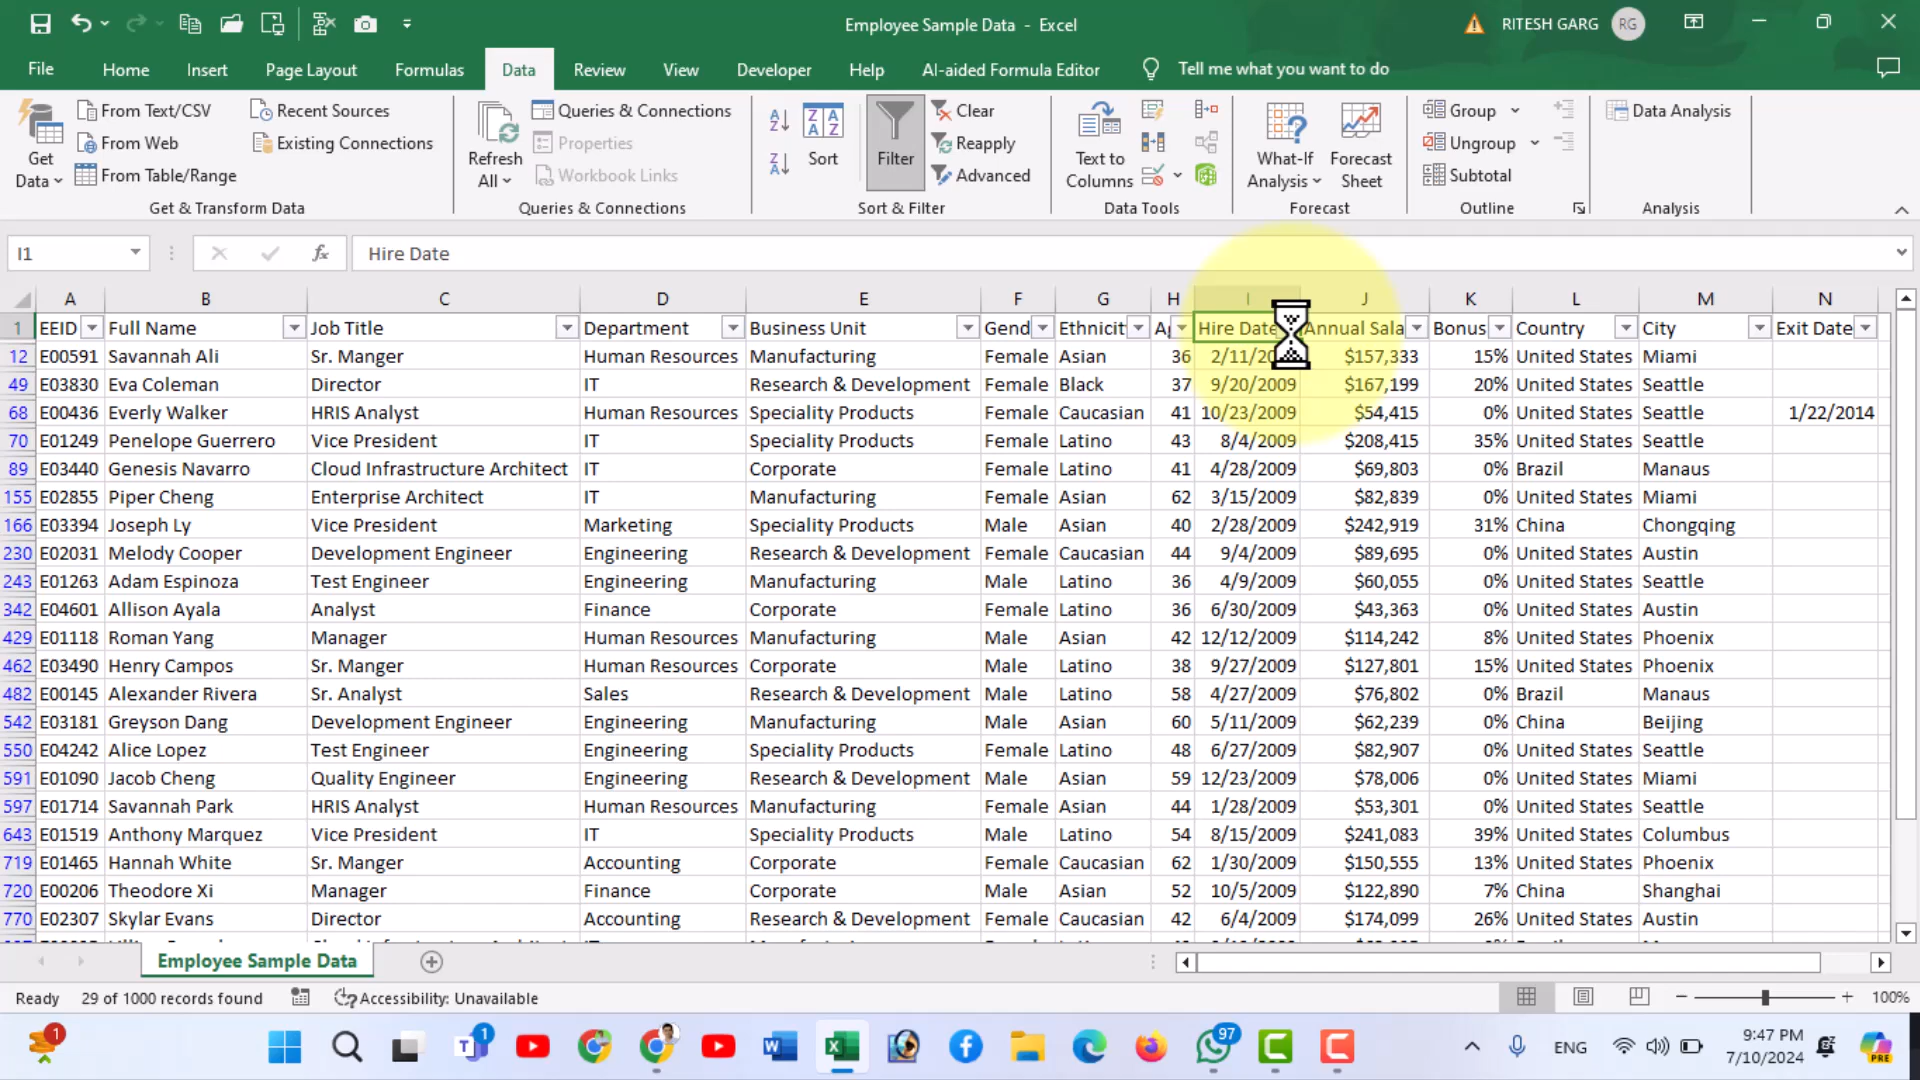 Employee Sample Data - Excel
RITESH GARG RG
File Home Insert Page Layout Formulas Data Review View Developer Help AI-aided Formula Editor Tell me what you want to do
Get Data
From Text/CSV
From Web
From Table/Range
Recent Sources
Existing Connections
Get & Transform Data
Refresh All
Queries & Connections
Properties
Workbook Links
Queries & Connections
Sort
Filter
Clear
Reapply
Advanced
Sort & Filter
Text to Columns
Data Tools
What-If Analysis
Forecast Sheet
Forecast
Group
Ungroup
Subtotal
Outline
Data Analysis
Analysis
I1 fx Hire Date
A B C D E F G H I J K L M N
1 EEID Full Name Job Title Department Business Unit Gend Ethnicit Hire Date Annual Sala Bonus Country City Exit Date
12 E00591 Savannah Ali Sr. Manger Human Resources Manufacturing Female Asian 36 2/11/20 $157,333 15% United States Miami
49 E03830 Eva Coleman Director IT Research & Development Female Black 37 9/20/2009 $167,199 20% United States Seattle
68 E00436 Everly Walker HRIS Analyst Human Resources Speciality Products Female Caucasian 41 10/23/2009 $54,415 0% United States Seattle 1/22/2014
70 E01249 Penelope Guerrero Vice President IT Speciality Products Female Latino 43 8/4/2009 $208,415 35% United States Seattle
89 E03440 Genesis Navarro Cloud Infrastructure Architect IT Corporate Female Latino 41 4/28/2009 $69,803 0% Brazil Manaus
155 E02855 Piper Cheng Enterprise Architect IT Manufacturing Female Asian 62 3/15/2009 $82,839 0% United States Miami
166 E03394 Joseph Ly Vice President Marketing Speciality Products Male Asian 40 2/28/2009 $242,919 31% China Chongqing
230 E02031 Melody Cooper Development Engineer Engineering Research & Development Female Caucasian 44 9/4/2009 $89,695 0% United States Austin
243 E01263 Adam Espinoza Test Engineer Engineering Manufacturing Male Latino 36 4/9/2009 $60,055 0% United States Seattle
342 E04601 Allison Ayala Analyst Finance Corporate Female Latino 36 6/30/2009 $43,363 0% United States Austin
429 E01118 Roman Yang Manager Human Resources Manufacturing Male Asian 42 12/12/2009 $114,242 8% United States Phoenix
462 E03490 Henry Campos Sr. Manger Human Resources Corporate Male Latino 38 9/27/2009 $127,801 15% United States Phoenix
482 E00145 Alexander Rivera Sr. Analyst Sales Research & Development Male Latino 58 4/27/2009 $76,802 0% Brazil Manaus
542 E03181 Greyson Dang Development Engineer Engineering Manufacturing Male Asian 60 5/11/2009 $62,239 0% China Beijing
550 E04242 Alice Lopez Test Engineer Engineering Speciality Products Female Latino 48 6/27/2009 $82,907 0% United States Seattle
591 E01090 Jacob Cheng Quality Engineer Engineering Research & Development Male Asian 59 12/23/2009 $78,006 0% United States Miami
597 E01714 Savannah Park HRIS Analyst Human Resources Manufacturing Female Asian 44 1/28/2009 $53,301 0% United States Seattle
643 E01519 Anthony Marquez Vice President IT Speciality Products Male Latino 54 8/15/2009 $241,083 39% United States Columbus
719 E01465 Hannah White Sr. Manger Accounting Corporate Female Caucasian 62 1/30/2009 $150,555 13% United States Phoenix
720 E00206 Theodore Xi Manager Finance Corporate Male Asian 52 10/5/2009 $122,890 7% China Shanghai
770 E02307 Skylar Evans Director Accounting Research & Development Female Caucasian 42 6/4/2009 $174,099 26% United States Austin
Employee Sample Data
Ready 29 of 1000 records found Accessibility: Unavailable 100%
1 1 97 ENG 9:47 PM
7/10/2024 PRE